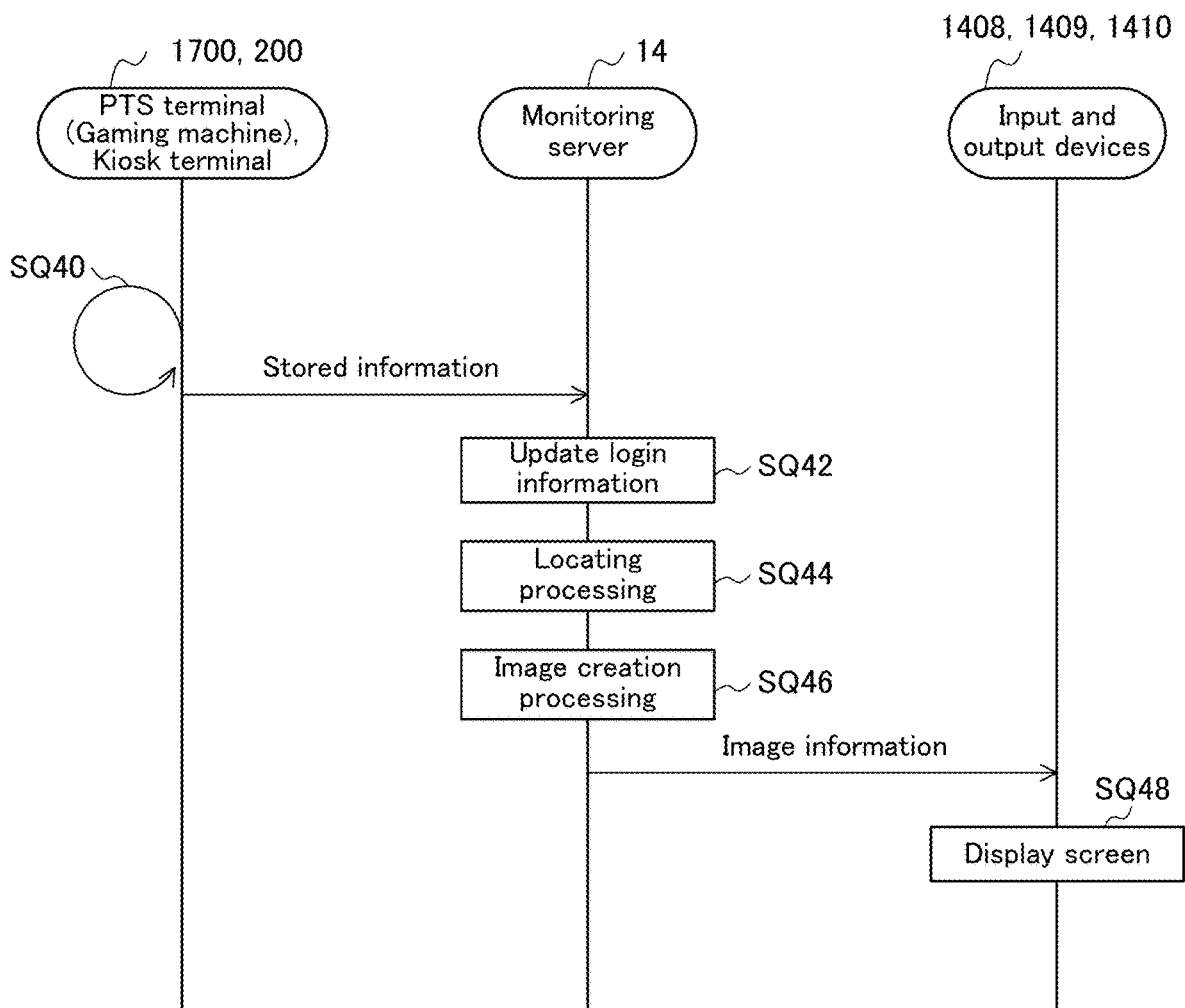 1700, 200
14
1408, 1409, 1410
PTS terminal
(Gaming machine),
Kiosk terminal
Monitoring
server
Input and
output devices
SQ40
Stored information
Update login
information
SQ42
Locating
processing
SQ44
Image creation
processing
SQ46
Image information
SQ48
Display screen